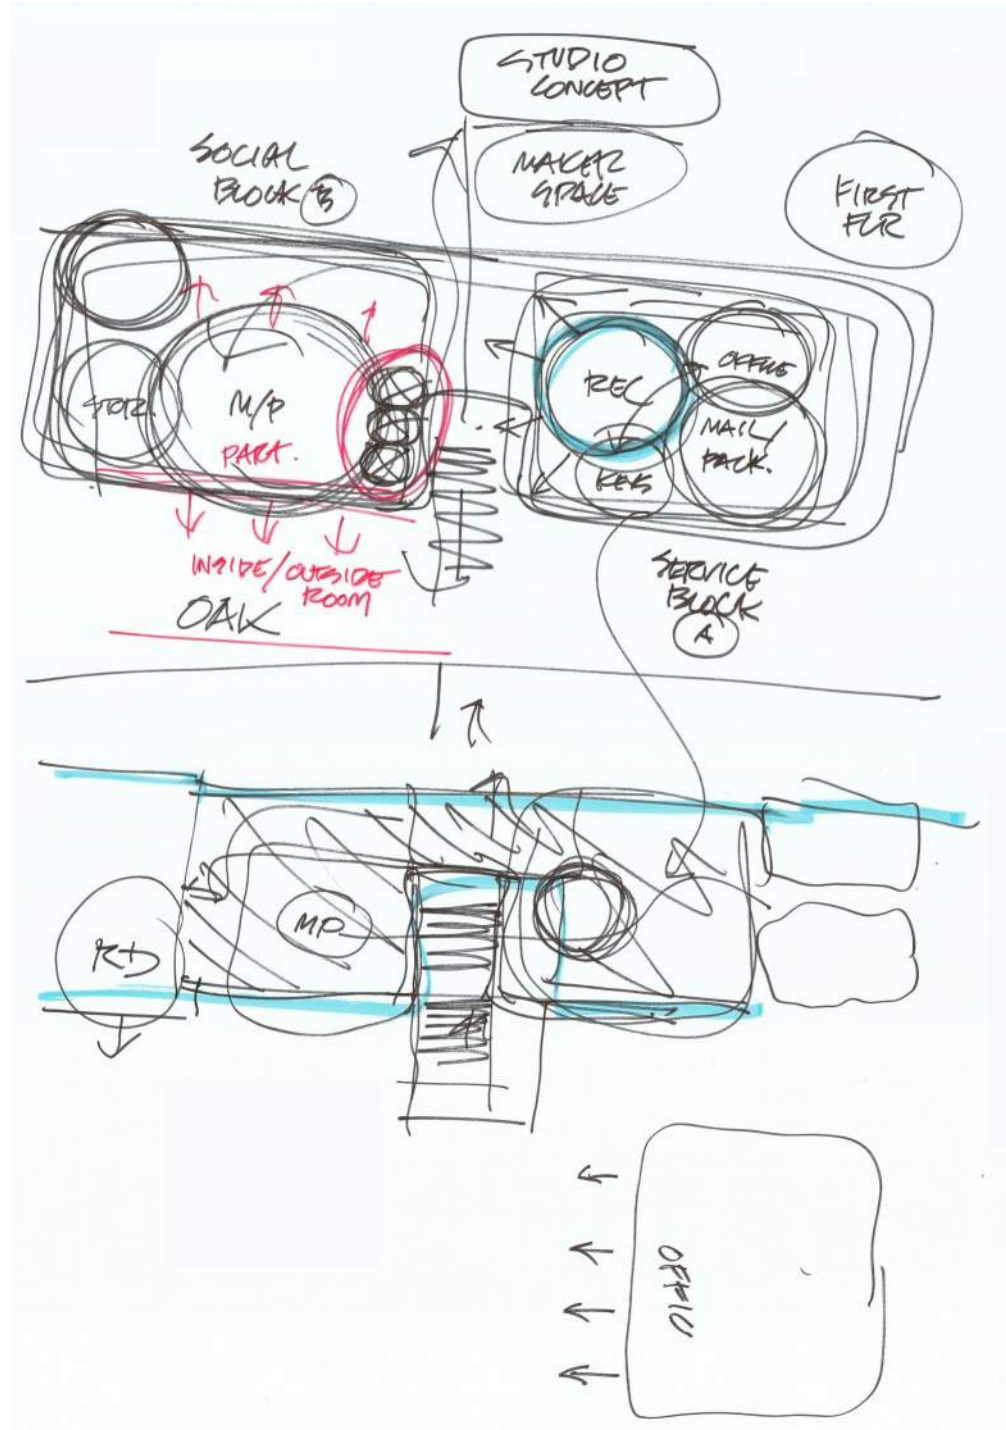 STUDIO
CONCEPT
MAKER
SPACE
FIRST
FLR
SOCIAL
BLOCK B
STOR.
M/P
PART.
REC
OFFICE
MAIL/
PACK.
KEYS
INSIDE/OUTSIDE
ROOM
OAK
SERVICE
BLOCK
A
RD
MP